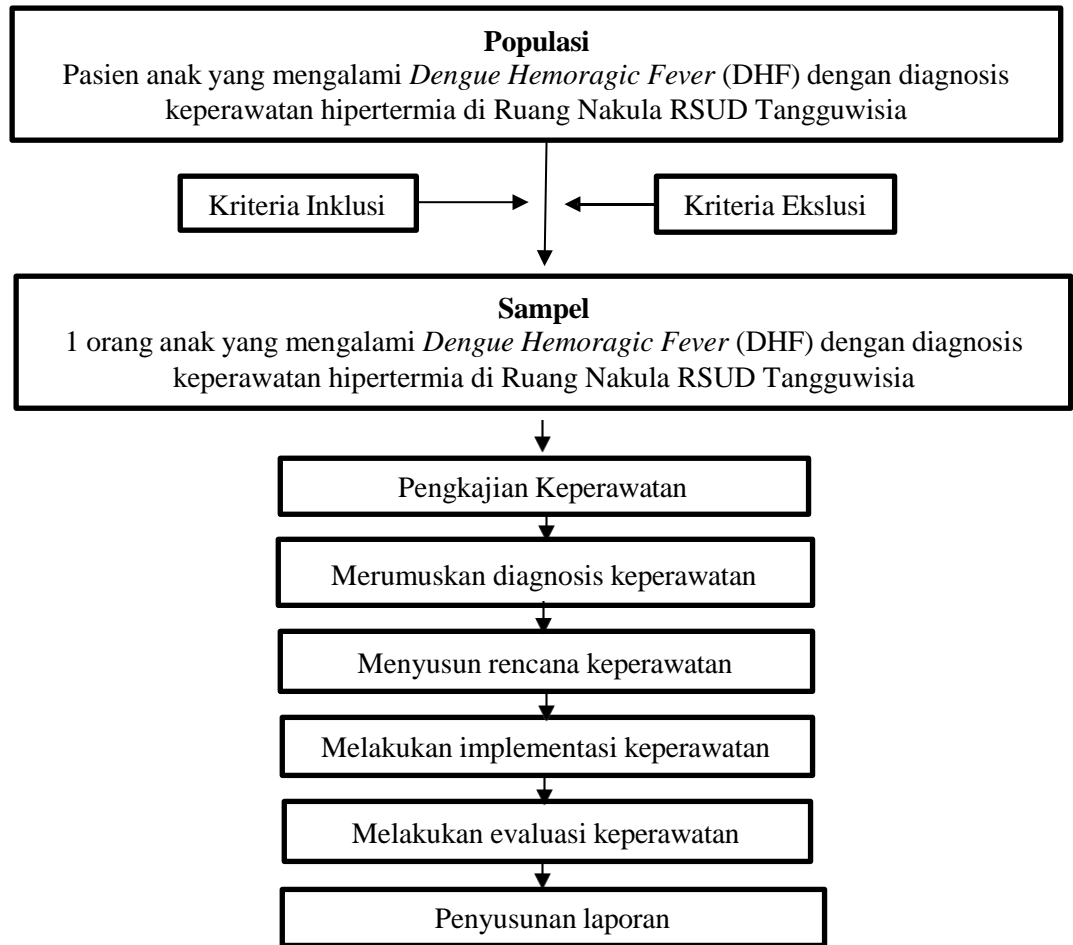 Populasi
Pasien anak yang mengalami Dengue Hemoragic Fever (DHF) dengan diagnosis
keperawatan hipertermia di Ruang Nakula RSUD Tangguwisia
Kriteria Inklusi
Kriteria Ekslusi
Sampel
1 orang anak yang mengalami Dengue Hemoragic Fever (DHF) dengan diagnosis
keperawatan hipertermia di Ruang Nakula RSUD Tangguwisia
Pengkajian Keperawatan
Merumuskan diagnosis keperawatan
Menyusun rencana keperawatan
Melakukan implementasi keperawatan
Melakukan evaluasi keperawatan
Penyusunan laporan